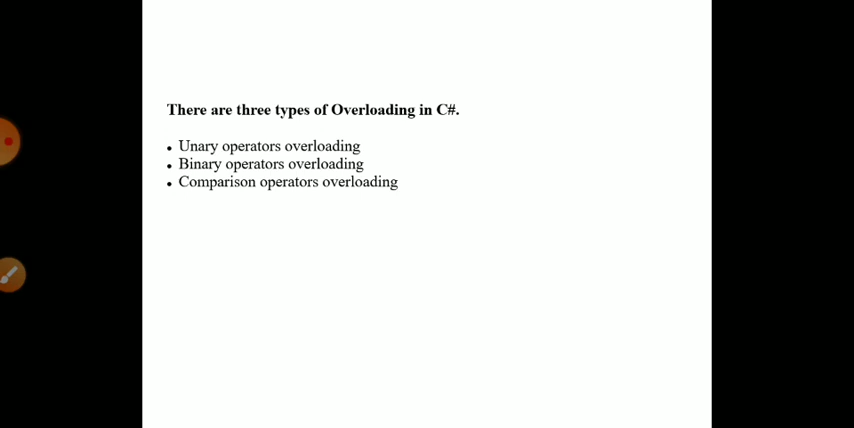 There are three types of Overloading in C#.
• Unary operators overloading
• Binary operators overloading
• Comparison operators overloading